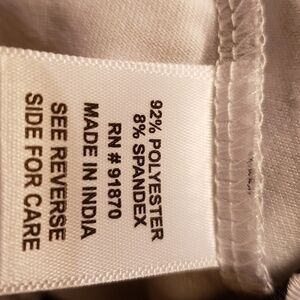 92% POLYESTER
8% SPANDEX
RN # 91870
MADE IN INDIA
SEE REVERSE
SIDE FOR CARE